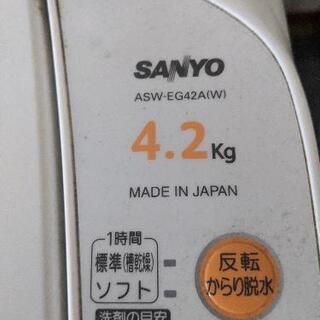 SANYO
ASW-EG42A(W)
4.2Kg
MADE IN JAPAN
1時間
標準(槽乾燥)
ソフト
反転
からり脱水
洗剤の目安